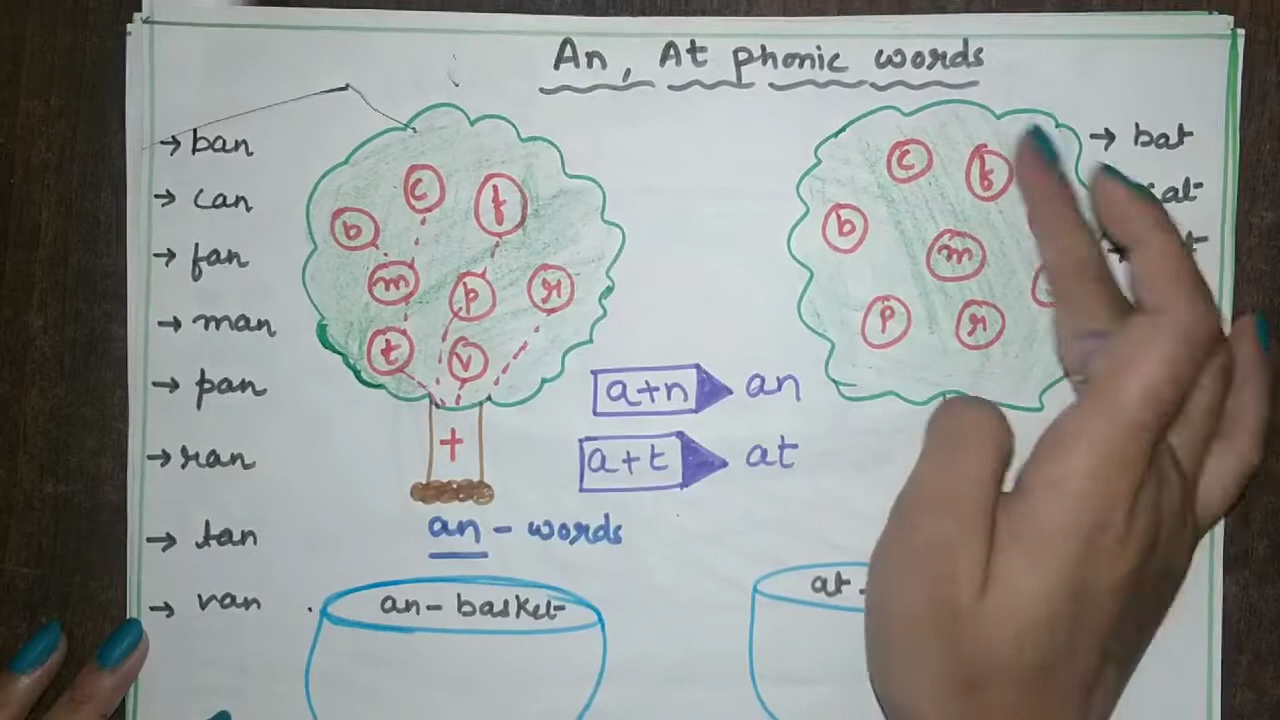 An, At phonic words
→ ban
→ can
→ fan
→ man
→ pan
→ ran
→ tan
→ van
c
f
b
m
p
r
t
v
+
an - words
an - basket
a+n an
a+t at
c
f
b
m
p
r
→ bat
at